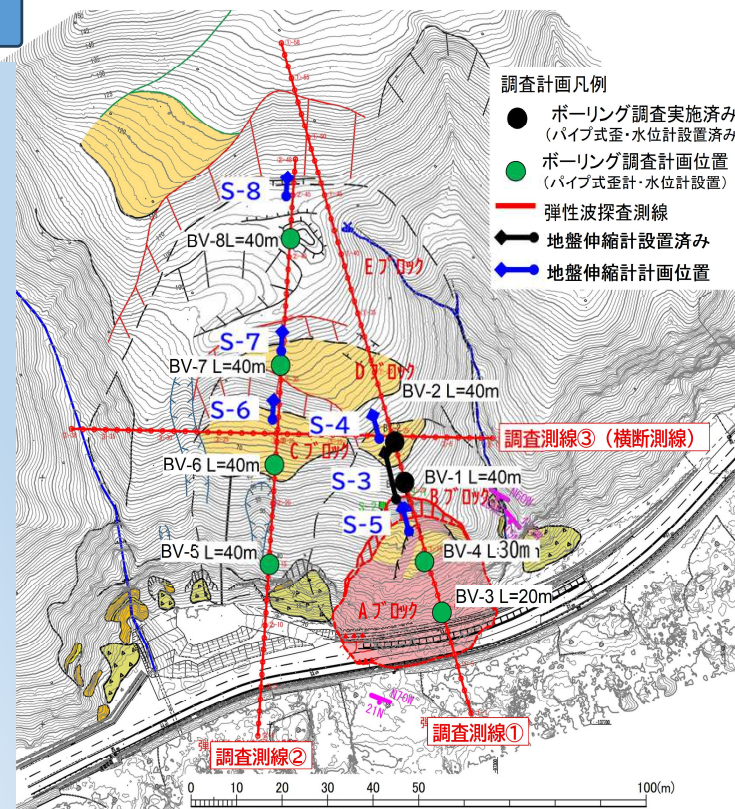 調査計画凡例
ボーリング調査実施済み
(パイプ式歪・水位計設置済み
ボーリング調査計画位置
(パイプ式歪計・水位計設置)
弾性波探査測線
地盤伸縮計設置済み
地盤伸縮計計画位置
S-8
BV-8L=40m
Eブロック
S-7
BV-7 L=40m
Dブロック
BV-2 L=40m
S-6
S-4
調査測線③（横断測線）
Cブロック
BV-6 L=40m
S-3
BV-1 L=40m
Bブロック
N60W
S-5
BV-5 L=40m
BV-4 L=30m
BV-3 L=20m
Aブロック
N70W
21N
調査測線①
調査測線②
0 10 20 30 40 50 100(m)